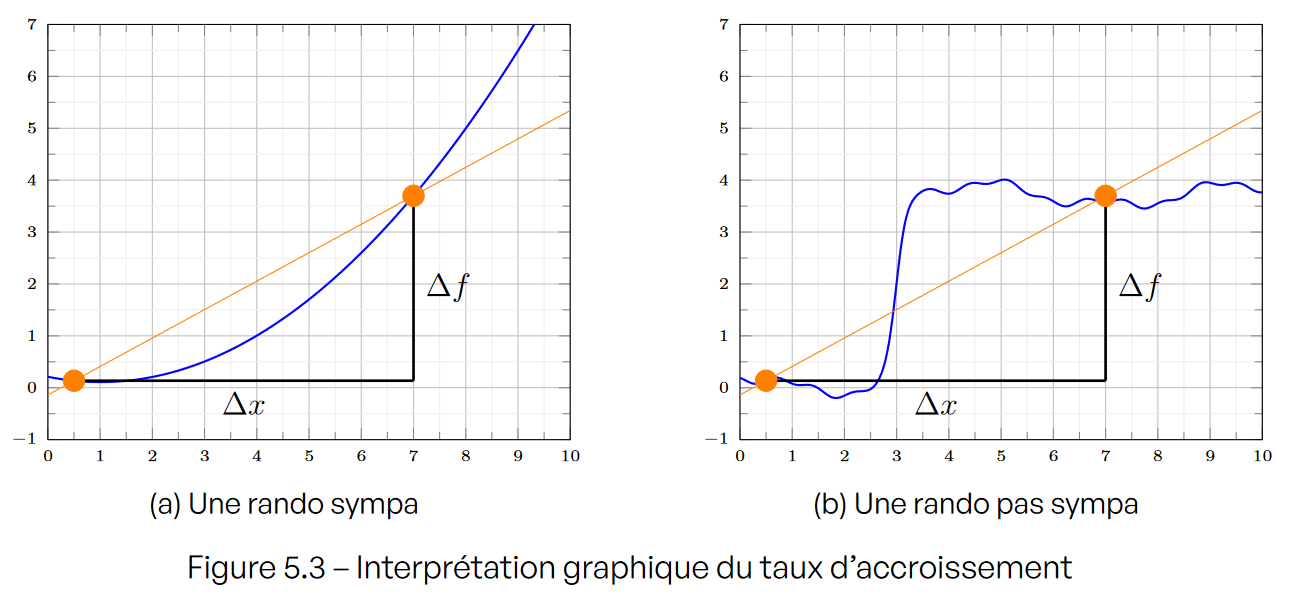 7
6
5
4
3
2
1
0
−1
Δf
Δx
0 1 2 3 4 5 6 7 8 9 10
(a) Une rando sympa
7
6
5
4
3
2
1
0
−1
Δf
Δx
0 1 2 3 4 5 6 7 8 9 10
(b) Une rando pas sympa
Figure 5.3 – Interprétation graphique du taux d’accroissement